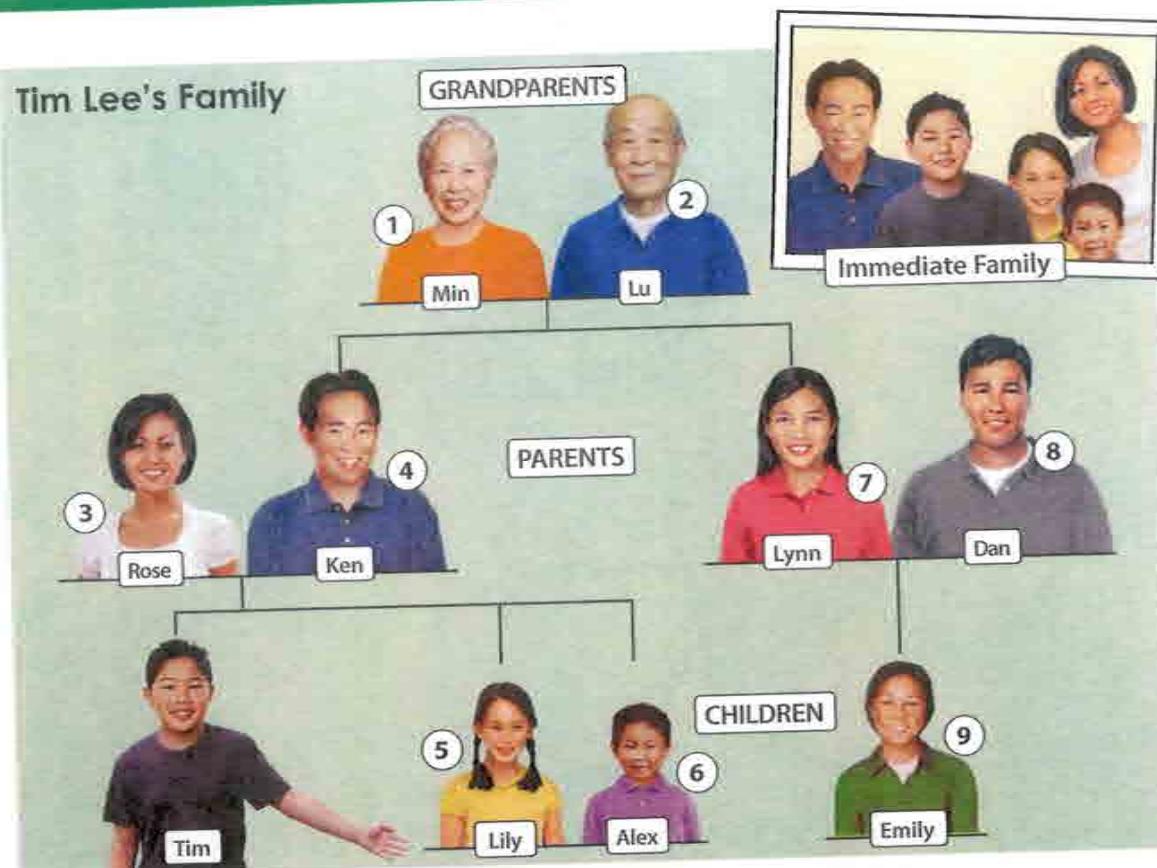 Tim Lee's Family
GRANDPARENTS
1
2
Min
Lu
Immediate Family
PARENTS
3
4
7
8
Rose
Ken
Lynn
Dan
CHILDREN
5
6
9
Tim
Lily
Alex
Emily